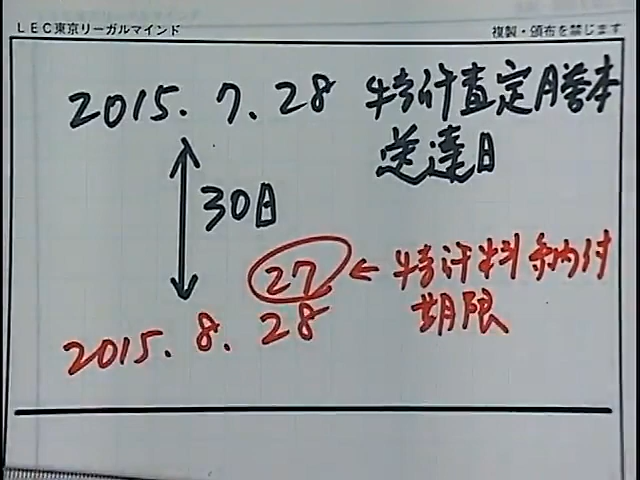 LEC東京リーガルマインド
複製・頒布を禁じます
2015. 7. 28 特許査定謄本
送達日
30日
27 ← 特許料納付
期限
2015. 8. 28